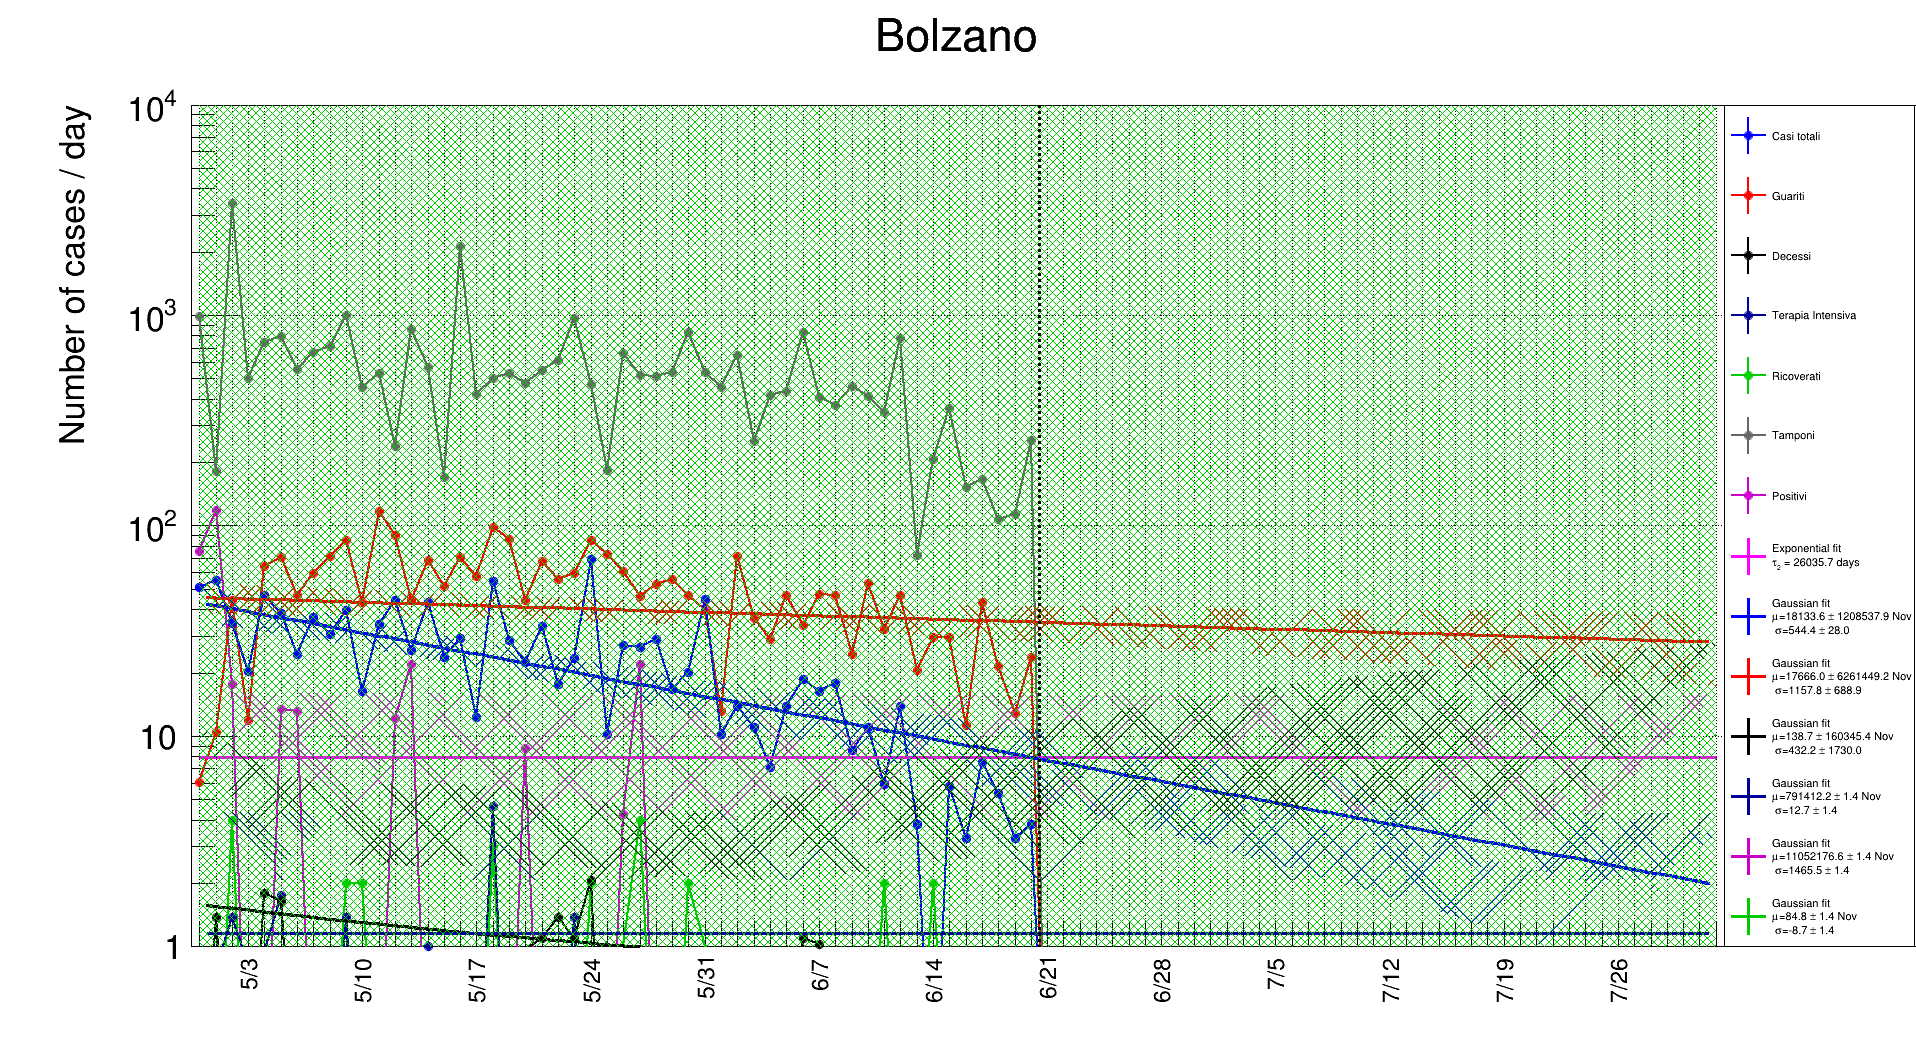 Bolzano
Number of cases / day
10^4
10^3
10^2
10
1
5/3
5/10
5/17
5/24
5/31
6/7
6/14
6/21
6/28
7/5
7/12
7/19
7/26
Casi totali
Guariti
Decessi
Terapia Intensiva
Ricoverati
Tamponi
Positivi
Exponential fit
τ₂ = 26035.7 days
Gaussian fit
μ=18133.6 ± 1208537.9 Nov
σ=544.4 ± 28.0
Gaussian fit
μ=17666.0 ± 6261449.2 Nov
σ=1157.8 ± 688.9
Gaussian fit
μ=138.7 ± 160345.4 Nov
σ=432.2 ± 1730.0
Gaussian fit
μ=791412.2 ± 1.4 Nov
σ=12.7 ± 1.4
Gaussian fit
μ=11052176.6 ± 1.4 Nov
σ=1465.5 ± 1.4
Gaussian fit
μ=84.8 ± 1.4 Nov
σ=-8.7 ± 1.4